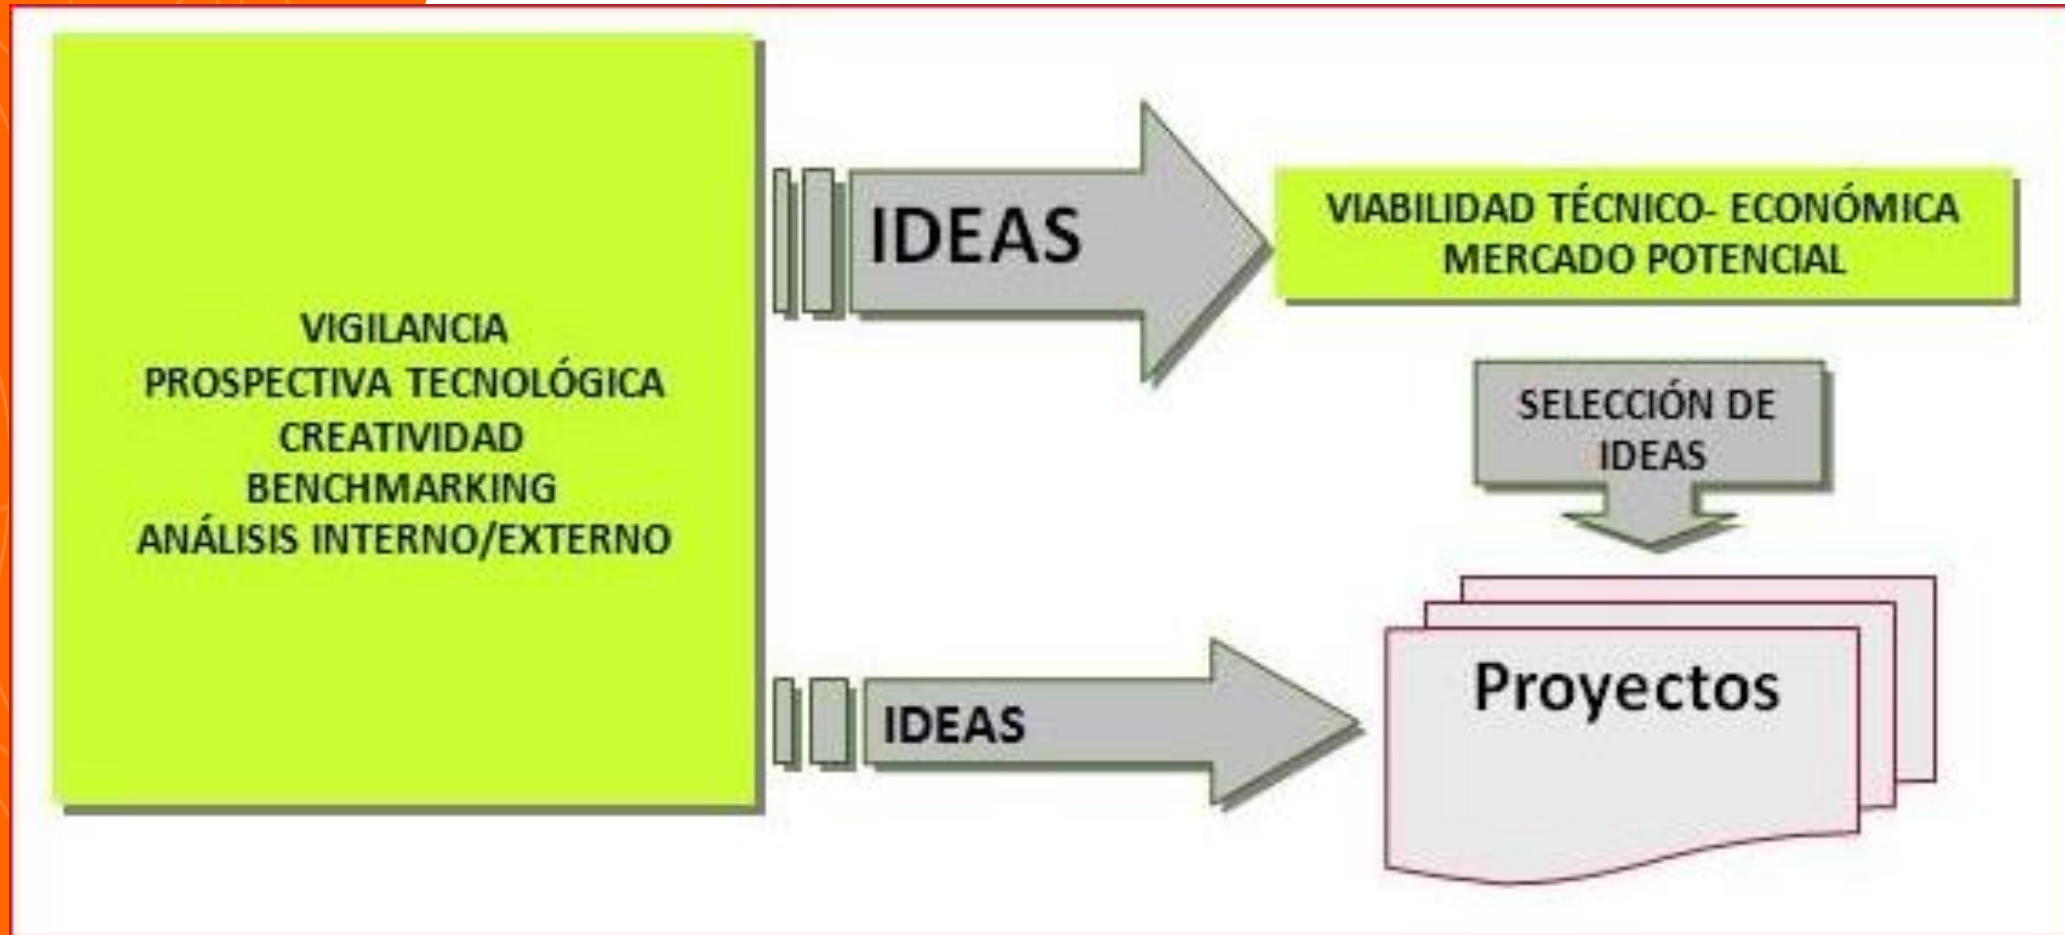 VIGILANCIA
PROSPECTIVA TECNOLÓGICA
CREATIVIDAD
BENCHMARKING
ANÁLISIS INTERNO/EXTERNO
IDEAS
VIABILIDAD TÉCNICO- ECONÓMICA
MERCADO POTENCIAL
SELECCIÓN DE
IDEAS
IDEAS
Proyectos